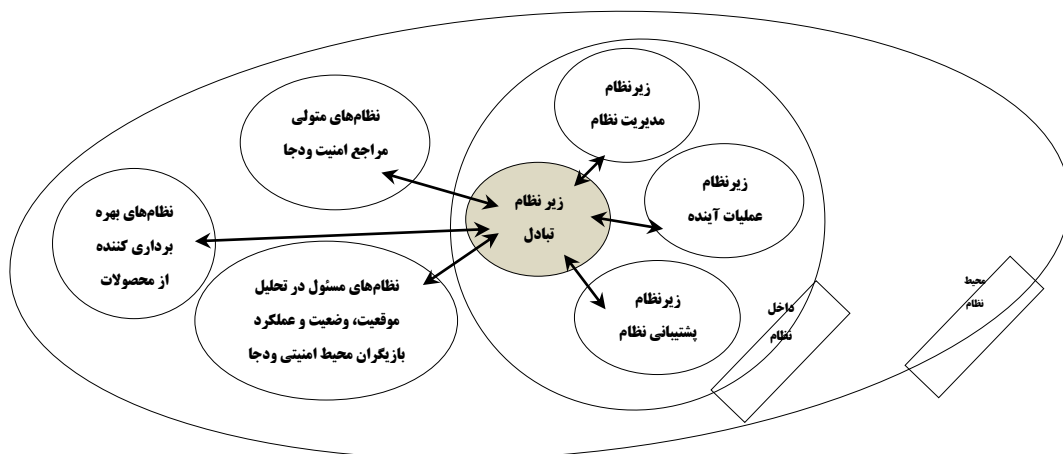 زیرنظام
مدیریت نظام
نظام‌های متولی
مراجع امنیت ودجا
زیرنظام
عملیات آینده
زیر نظام
تبادل
نظام‌های بهره
برداری کننده
از محصولات
نظام‌های مسئول در تحلیل
موقعیت، وضعیت و عملکرد
بازیگران محیط امنیتی ودجا
زیرنظام
پشتیبانی نظام
داخل
نظام
محیط
نظام